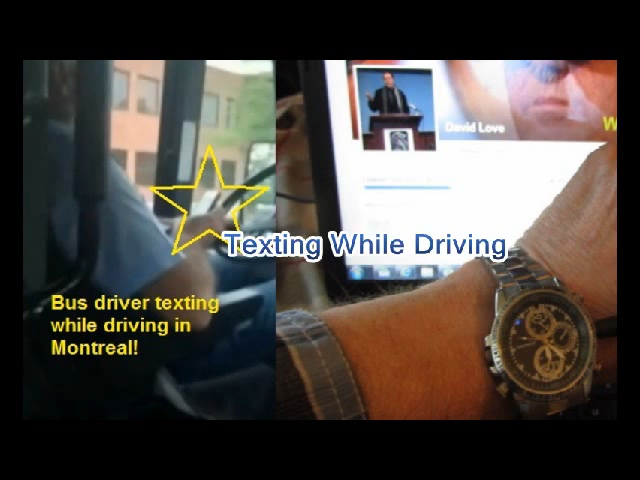 David Love
W
Texting While Driving
Bus driver texting
while driving in
Montreal!